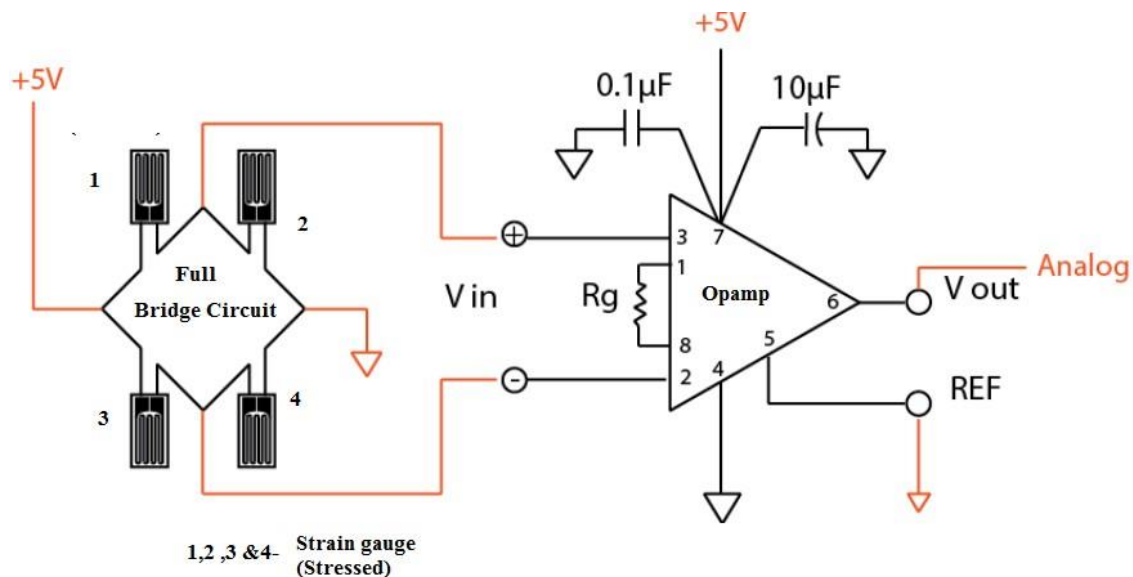 +5V
+5V
0.1µF
10µF
1
2
Full
Bridge Circuit
3
4
V in
+
-
3
7
1
Rg
Opamp
8
2
4
5
6
V out
Analog
REF
1,2 ,3 &4- Strain gauge
(Stressed)